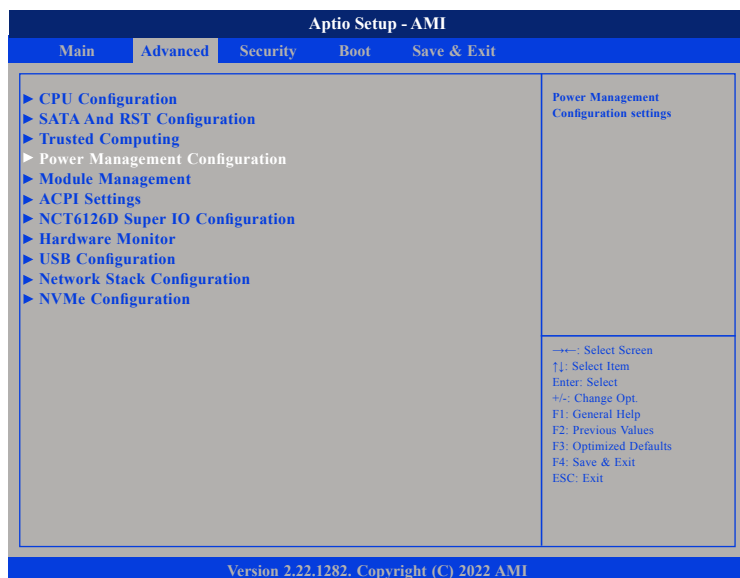 Aptio Setup - AMI
Main Advanced Security Boot Save & Exit
► CPU Configuration
► SATA And RST Configuration
► Trusted Computing
► Power Management Configuration
► Module Management
► ACPI Settings
► NCT6126D Super IO Configuration
► Hardware Monitor
► USB Configuration
► Network Stack Configuration
► NVMe Configuration
Power Management
Configuration settings
→←: Select Screen
↑↓: Select Item
Enter: Select
+/-: Change Opt.
F1: General Help
F2: Previous Values
F3: Optimized Defaults
F4: Save & Exit
ESC: Exit
Version 2.22.1282. Copyright (C) 2022 AMI